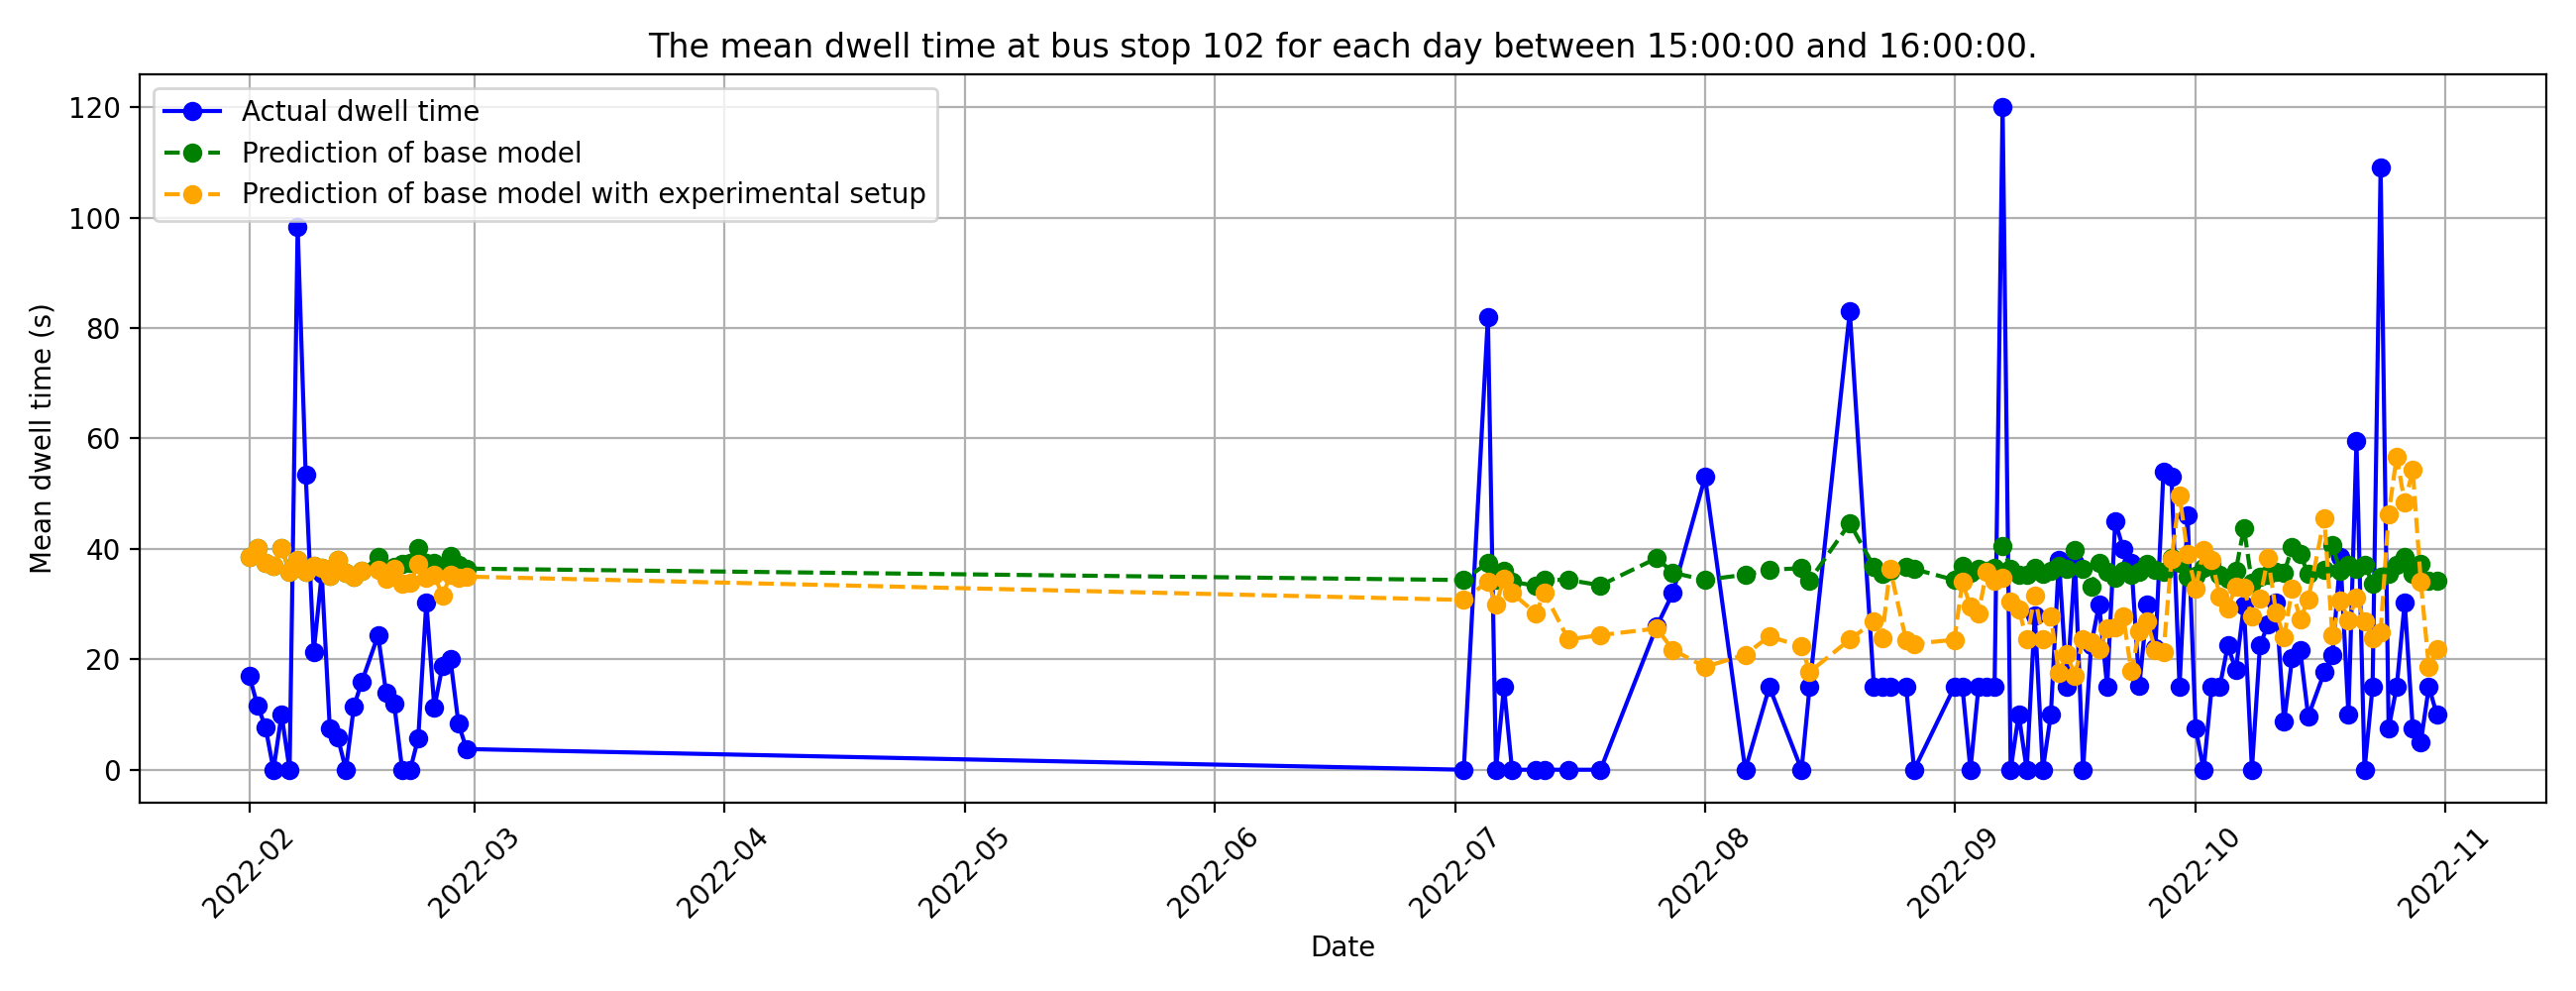 The mean dwell time at bus stop 102 for each day between 15:00:00 and 16:00:00.
Actual dwell time
Prediction of base model
Prediction of base model with experimental setup
Mean dwell time (s)
120
100
80
60
40
20
0
2022-02
2022-03
2022-04
2022-05
2022-06
2022-07
2022-08
2022-09
2022-10
2022-11
Date